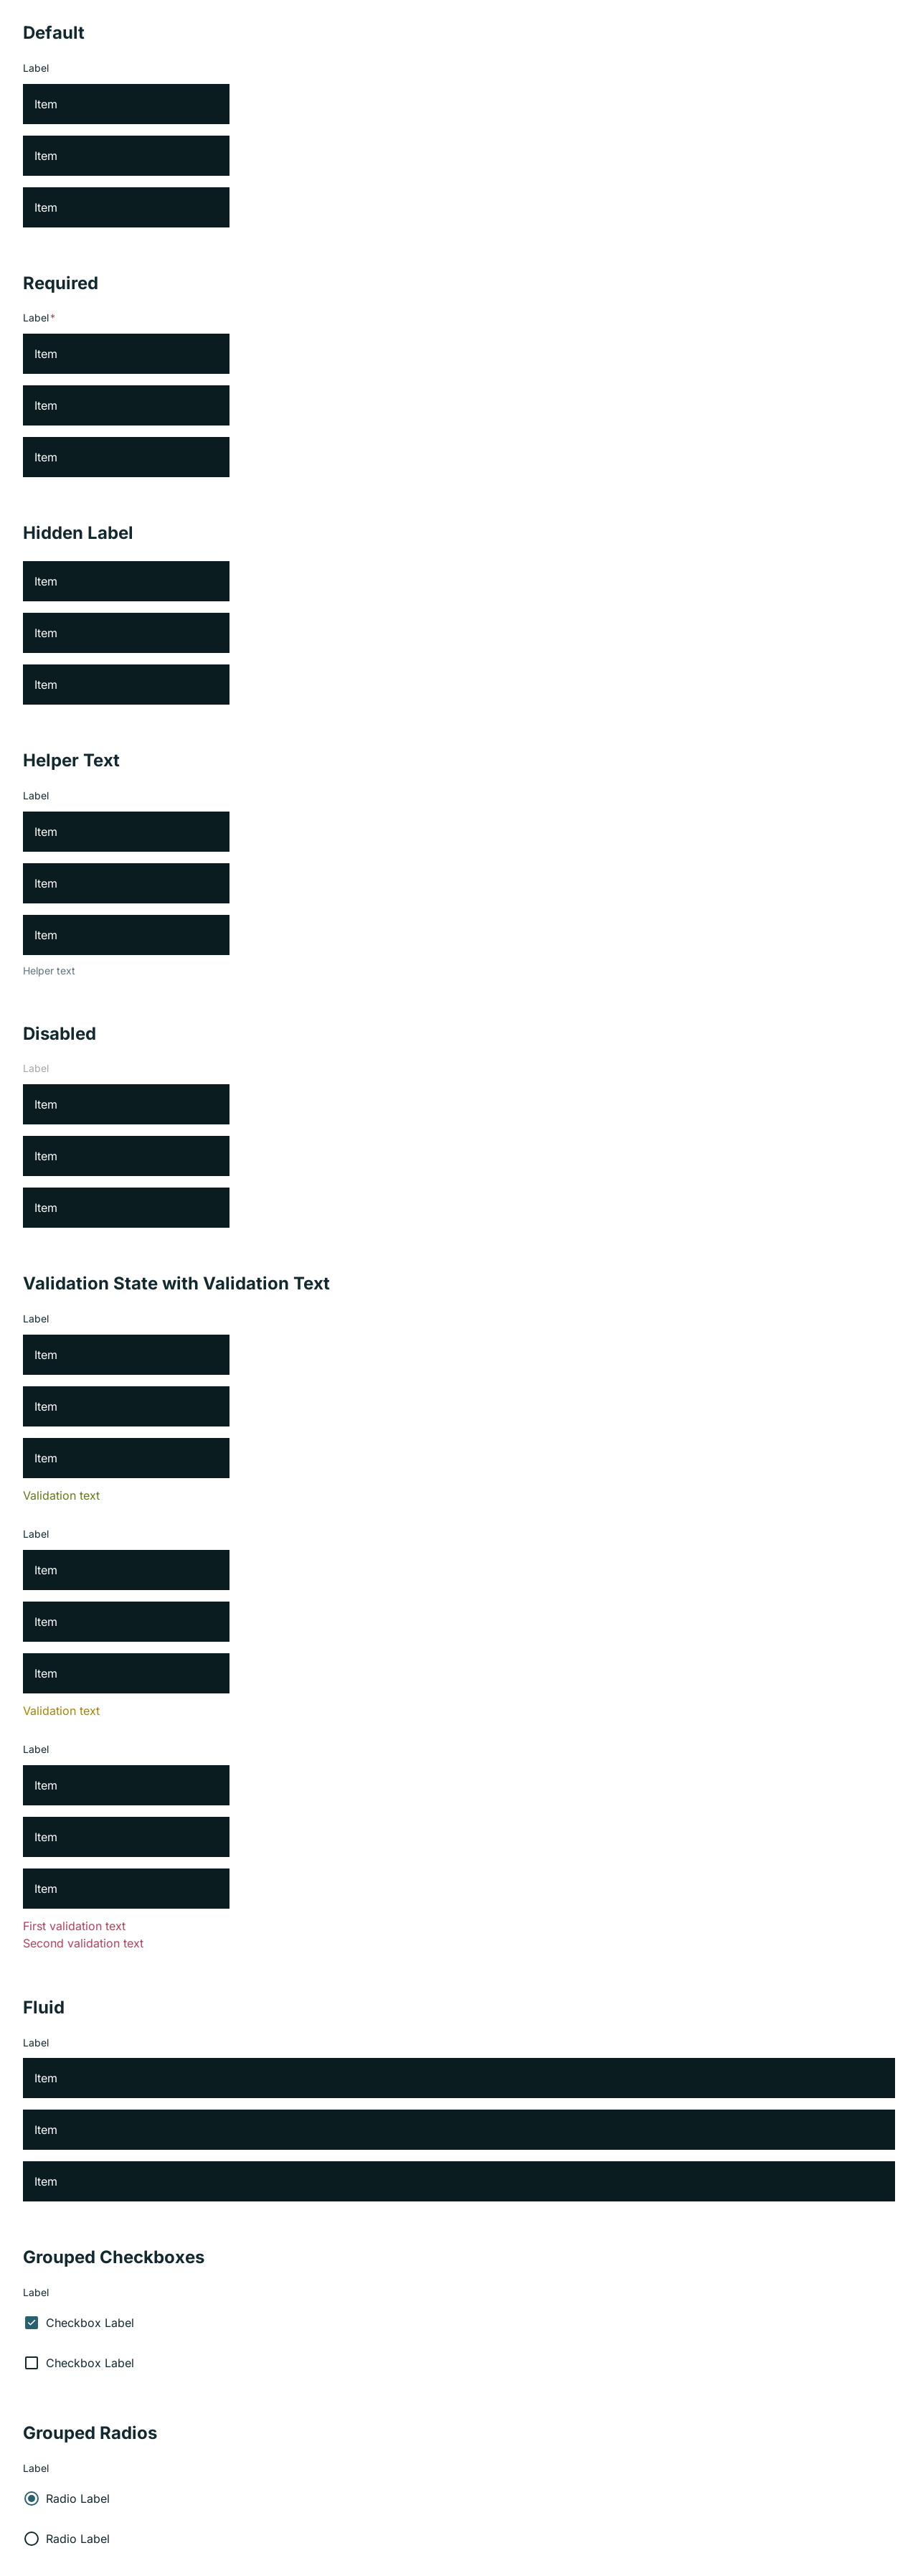 Default
Label
Item
Item
Item
Required
Label*
Item
Item
Item
Hidden Label
Item
Item
Item
Helper Text
Label
Item
Item
Item
Helper text
Disabled
Label
Item
Item
Item
Validation State with Validation Text
Label
Item
Item
Item
Validation text
Label
Item
Item
Item
Validation text
Label
Item
Item
Item
First validation text
Second validation text
Fluid
Label
Item
Item
Item
Grouped Checkboxes
Label
Checkbox Label
Checkbox Label
Grouped Radios
Label
Radio Label
Radio Label